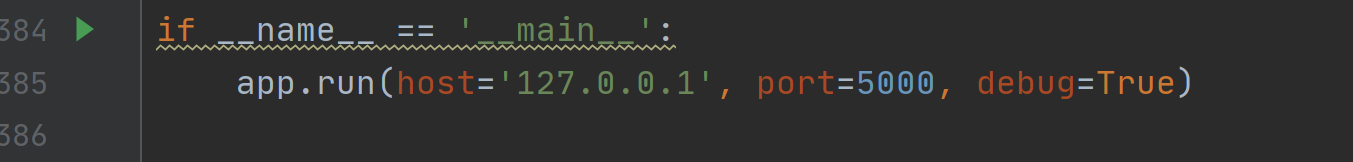 384 if __name__ == '__main__':
385     app.run(host='127.0.0.1', port=5000, debug=True)
386